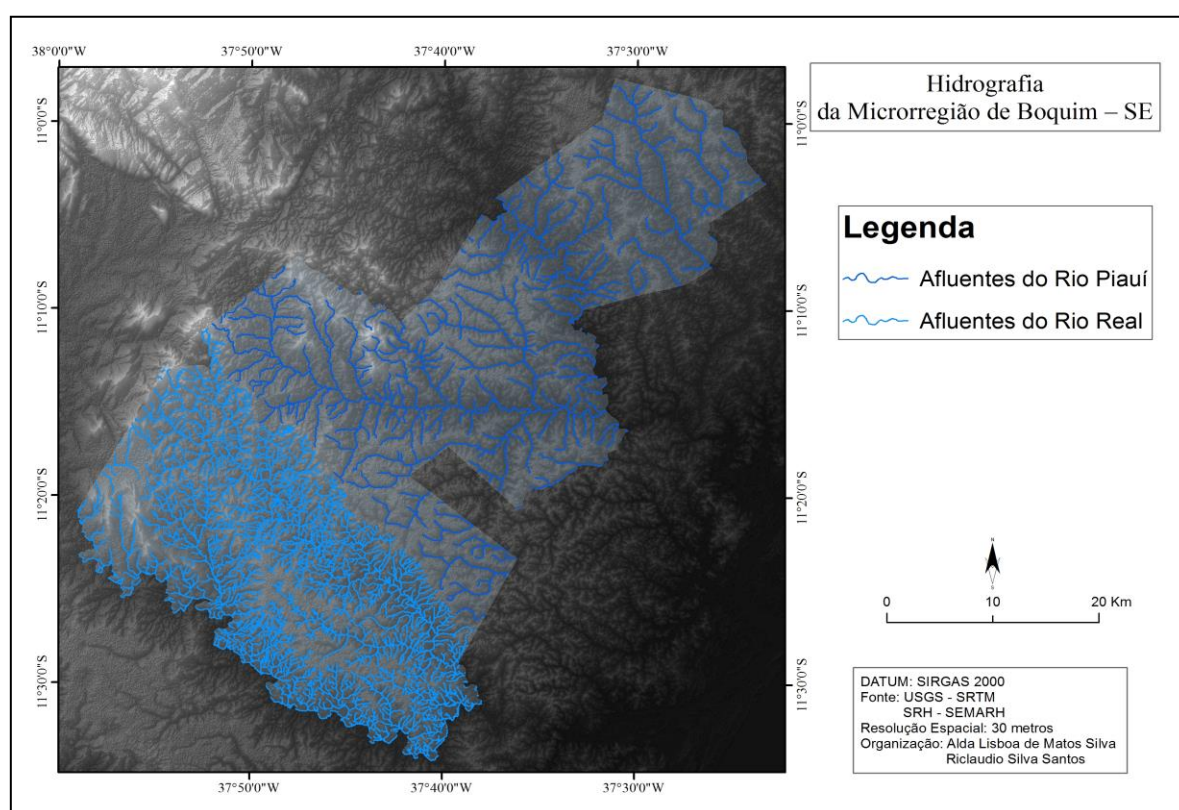 38°0'0"W
37°50'0"W
37°40'0"W
37°30'0"W
Hidrografia
da Microrregião de Boquim – SE
11°0'0"S
11°0'0"S
Legenda
Afluentes do Rio Piauí
Afluentes do Rio Real
11°10'0"S
11°10'0"S
11°20'0"S
11°20'0"S
N
S
0 10 20 Km
11°30'0"S
11°30'0"S
DATUM: SIRGAS 2000
Fonte: USGS - SRTM
SRH - SEMARH
Resolução Espacial: 30 metros
Organização: Alda Lisboa de Matos Silva
Riclaudio Silva Santos
37°50'0"W
37°40'0"W
37°30'0"W